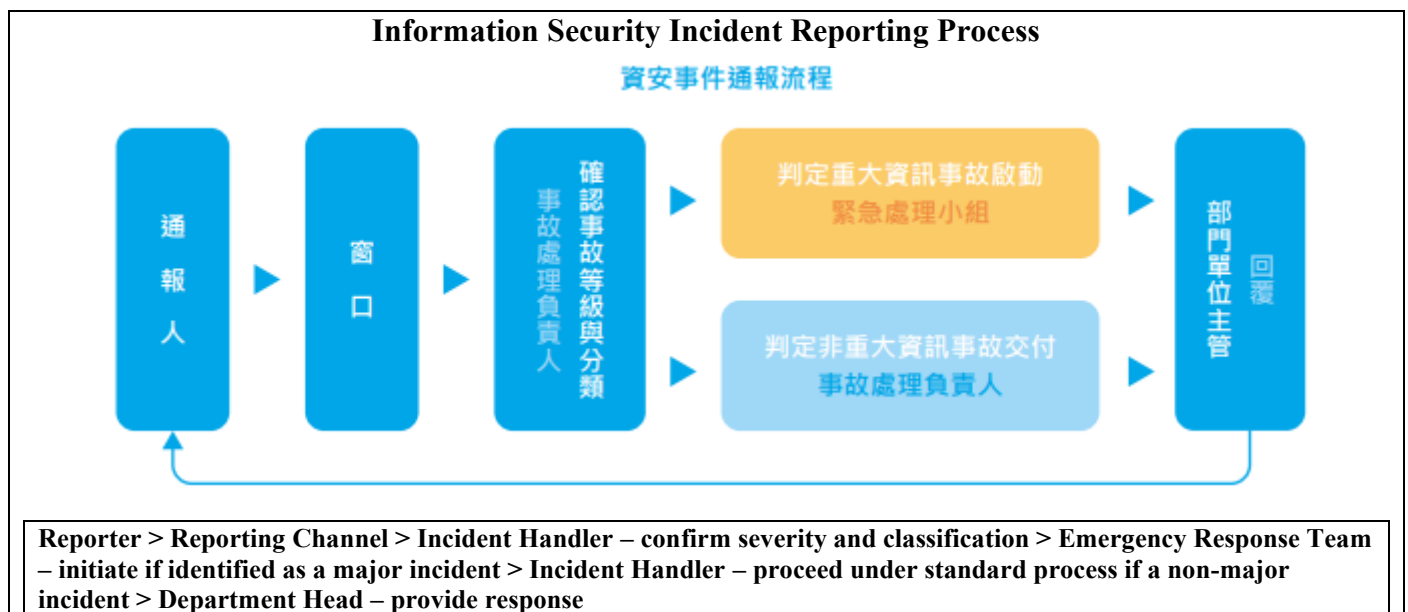 Information Security Incident Reporting Process
資安事件通報流程
通報人
窗口
確認事故等級與分類
事故處理負責人
判定重大資訊事故啟動
緊急處理小組
判定非重大資訊事故交付
事故處理負責人
回覆
部門單位主管
Reporter > Reporting Channel > Incident Handler – confirm severity and classification > Emergency Response Team
– initiate if identified as a major incident > Incident Handler – proceed under standard process if a non-major
incident > Department Head – provide response